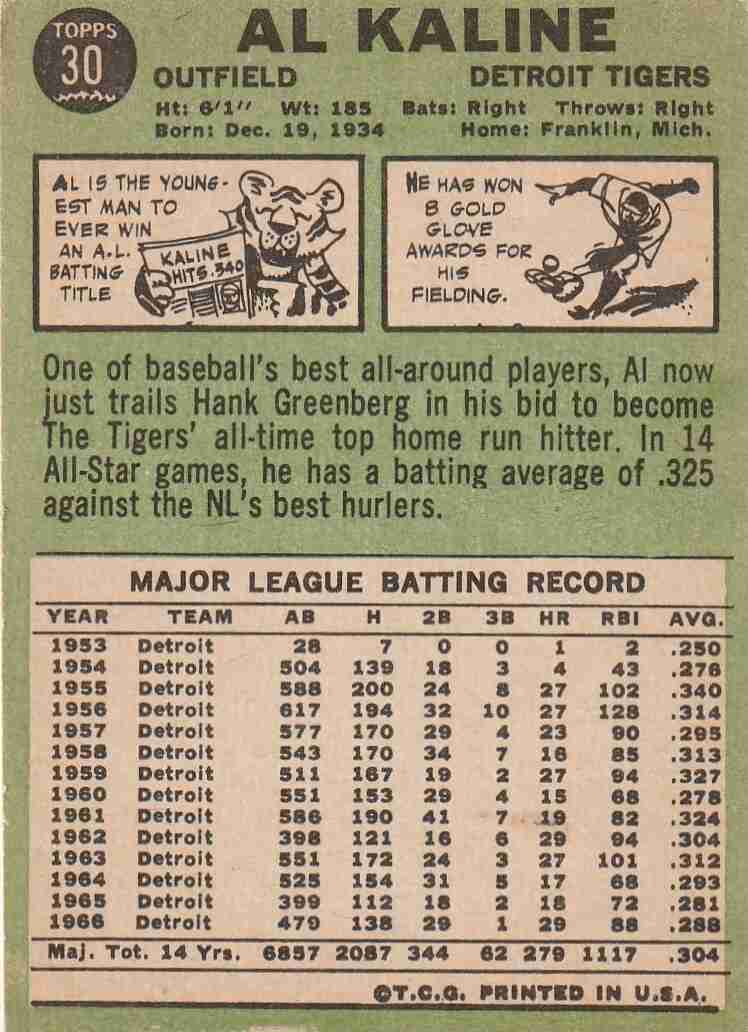 TOPPS
30
AL KALINE
OUTFIELD DETROIT TIGERS
Ht: 6'1" Wt: 185 Bats: Right Throws: Right
Born: Dec. 19, 1934 Home: Franklin, Mich.
AL IS THE YOUNG-
EST MAN TO
EVER WIN
AN A.L.
BATTING
TITLE
KALINE
HITS .340
HE HAS WON
8 GOLD
GLOVE
AWARDS FOR
HIS
FIELDING.
One of baseball's best all-around players, Al now
just trails Hank Greenberg in his bid to become
The Tigers' all-time top home run hitter. In 14
All-Star games, he has a batting average of .325
against the NL's best hurlers.
MAJOR LEAGUE BATTING RECORD
YEAR TEAM AB H 2B 3B HR RBI AVG.
1953 Detroit 28 7 0 0 1 2 .250
1954 Detroit 504 139 18 3 4 43 .276
1955 Detroit 588 200 24 8 27 102 .340
1956 Detroit 617 194 32 10 27 128 .314
1957 Detroit 577 170 29 4 23 90 .295
1958 Detroit 543 170 34 7 16 85 .313
1959 Detroit 511 167 19 2 27 94 .327
1960 Detroit 551 153 29 4 15 68 .278
1961 Detroit 586 190 41 7 19 82 .324
1962 Detroit 398 121 16 6 29 94 .304
1963 Detroit 551 172 24 3 27 101 .312
1964 Detroit 525 154 31 5 17 68 .293
1965 Detroit 399 112 18 2 18 72 .281
1966 Detroit 479 138 29 1 29 88 .288
Maj. Tot. 14 Yrs. 6857 2087 344 62 279 1117 .304
©T.C.G. PRINTED IN U.S.A.